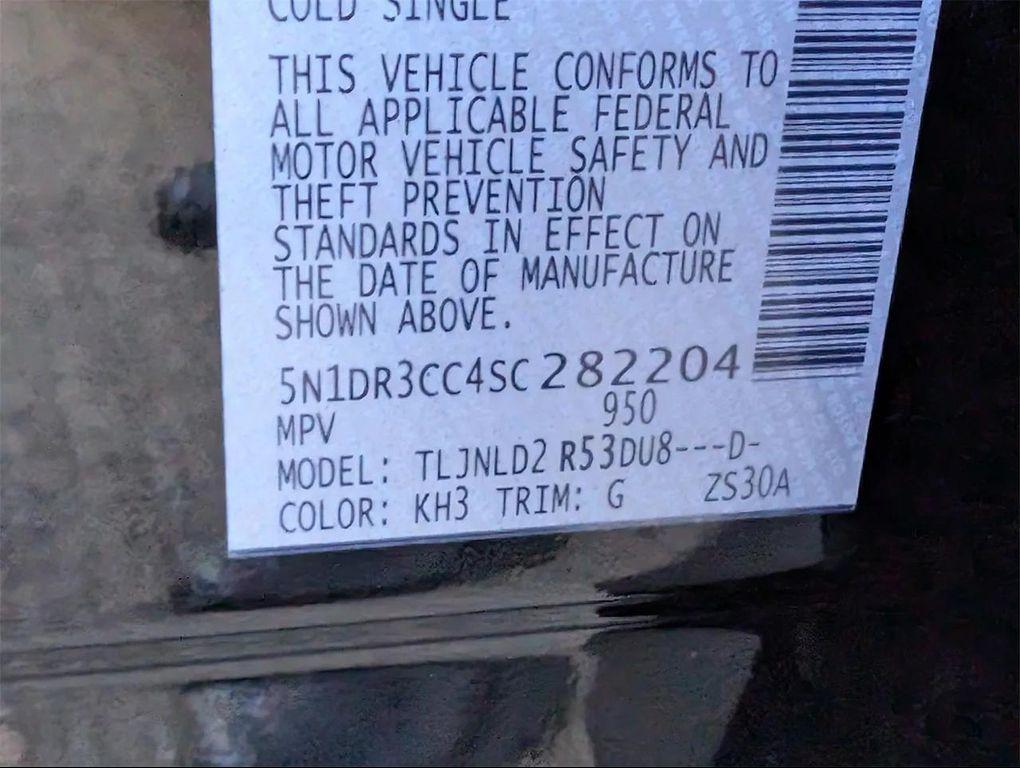 COLD SINGLE
THIS VEHICLE CONFORMS TO
ALL APPLICABLE FEDERAL
MOTOR VEHICLE SAFETY AND
THEFT PREVENTION
STANDARDS IN EFFECT ON
THE DATE OF MANUFACTURE
SHOWN ABOVE.
5N1DR3CC4SC282204
MPV 950
MODEL: TLJNLD2 R53DU8---D-
COLOR: KH3 TRIM: G ZS30A